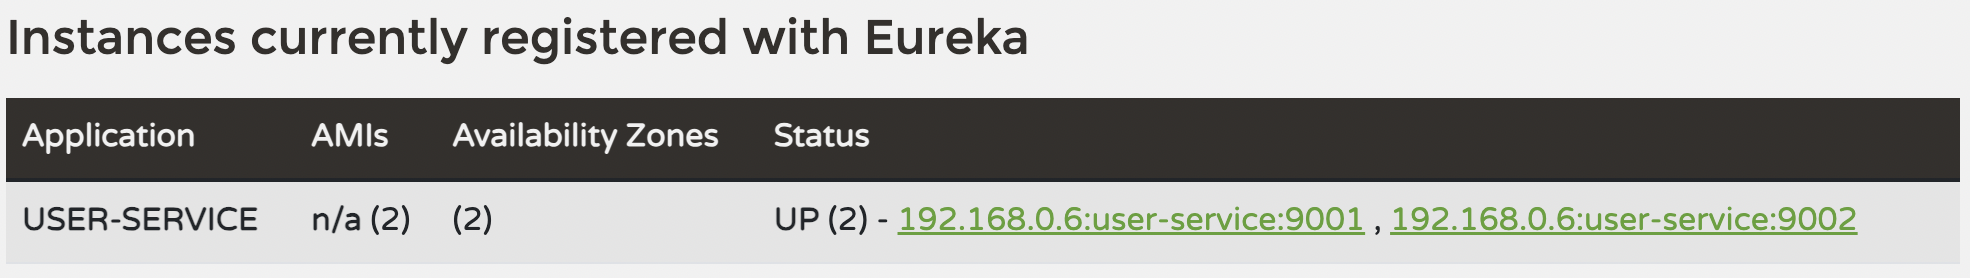 Instances currently registered with Eureka
Application AMIs Availability Zones Status
USER-SERVICE n/a (2) (2) UP (2) - 192.168.0.6:user-service:9001 , 192.168.0.6:user-service:9002